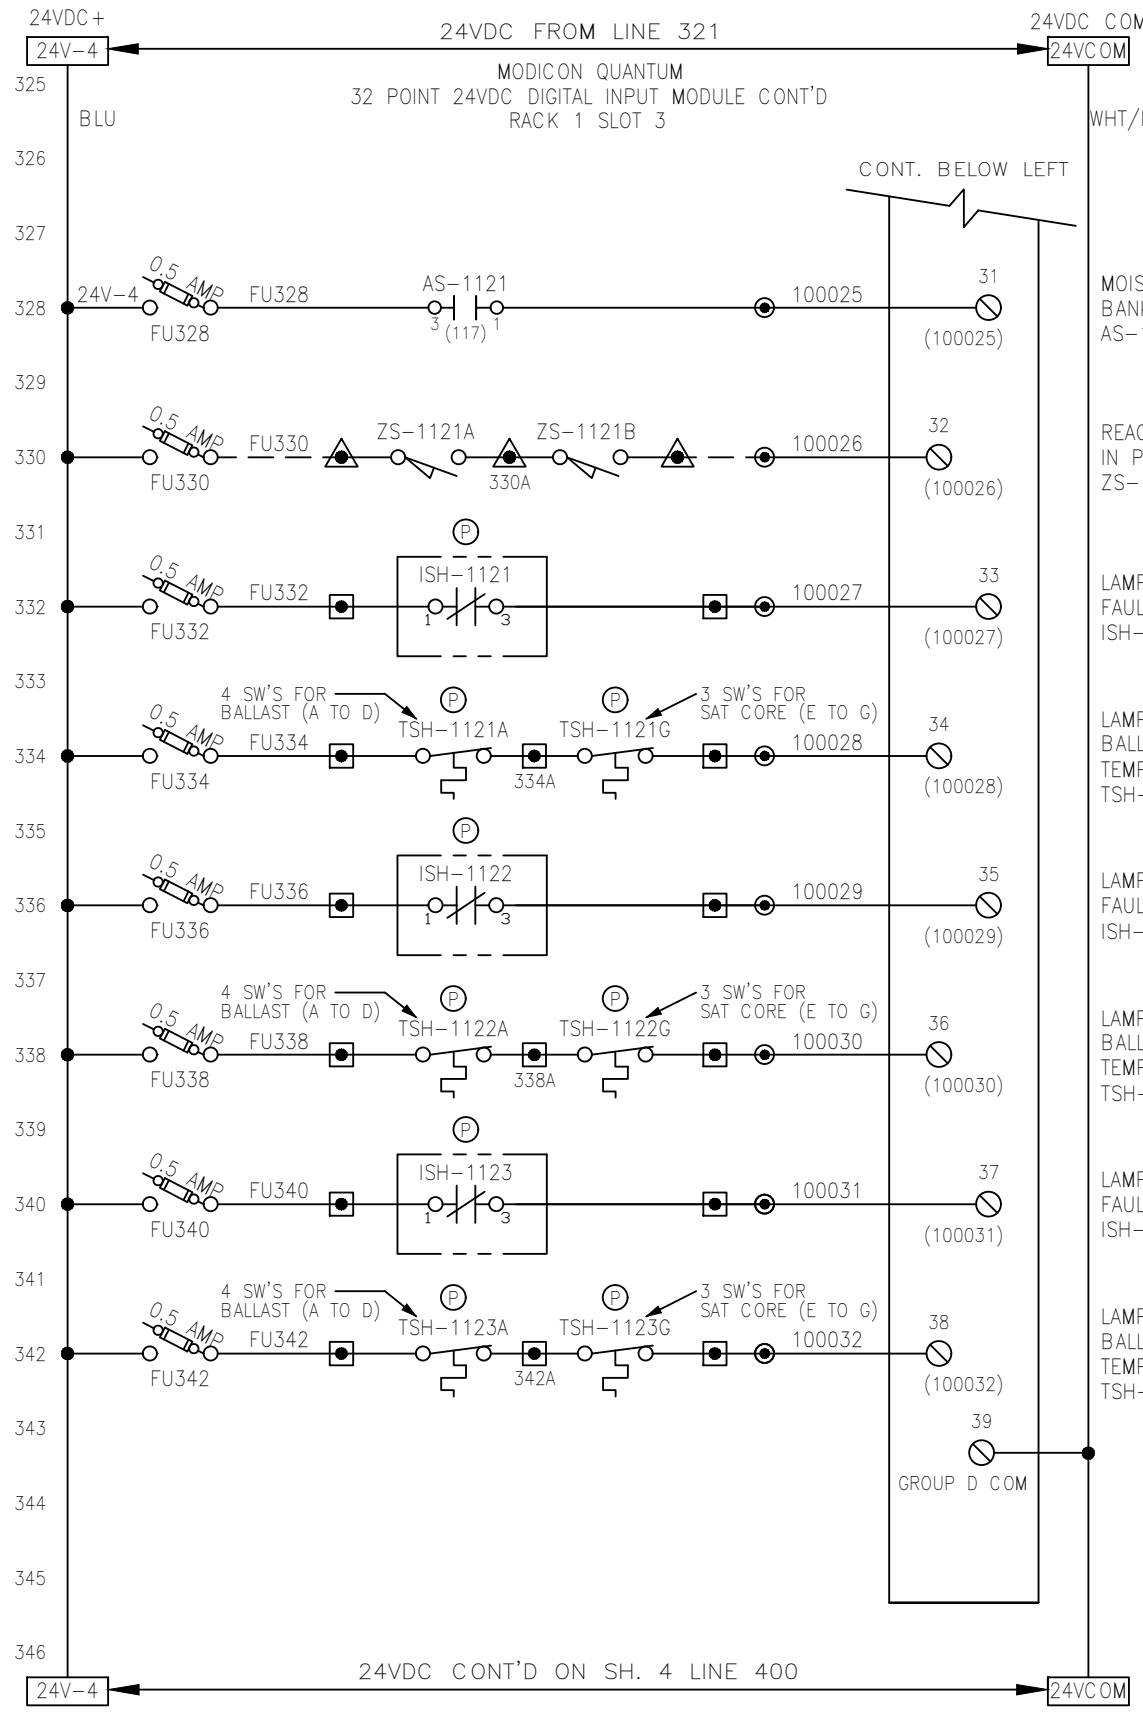 24VDC+
24VDC COM
24V-4
24VDC FROM LINE 321
24VCOM
325
MODICON QUANTUM
32 POINT 24VDC DIGITAL INPUT MODULE CONT'D
RACK 1 SLOT 3
BLU
326
CONT. BELOW LEFT
327
328
24V-4
0.5 AMP
FU328
FU328
AS-1121
3
(117)
1
100025
31
(100025)
AS-
329
330
0.5 AMP
FU330
FU330
ZS-1121A
330A
ZS-1121B
100026
32
(100026)
IN
ZS-
331
P
332
0.5 AMP
FU332
FU332
ISH-1121
1
3
100027
33
(100027)
ISH-
333
4 SW'S FOR
BALLAST (A TO D)
P
P
3 SW'S FOR
SAT CORE (E TO G)
334
0.5 AMP
FU334
FU334
TSH-1121A
334A
TSH-1121G
100028
34
(100028)
TSH-
335
P
336
0.5 AMP
FU336
FU336
ISH-1122
1
3
100029
35
(100029)
ISH-
337
4 SW'S FOR
BALLAST (A TO D)
P
P
3 SW'S FOR
SAT CORE (E TO G)
338
0.5 AMP
FU338
FU338
TSH-1122A
338A
TSH-1122G
100030
36
(100030)
TSH-
339
P
340
0.5 AMP
FU340
FU340
ISH-1123
1
3
100031
37
(100031)
ISH-
341
4 SW'S FOR
BALLAST (A TO D)
P
P
3 SW'S FOR
SAT CORE (E TO G)
342
0.5 AMP
FU342
FU342
TSH-1123A
342A
TSH-1123G
100032
38
(100032)
TSH-
343
39
GROUP D COM
344
345
346
24V-4
24VDC CONT'D ON SH. 4 LINE 400
24VCOM